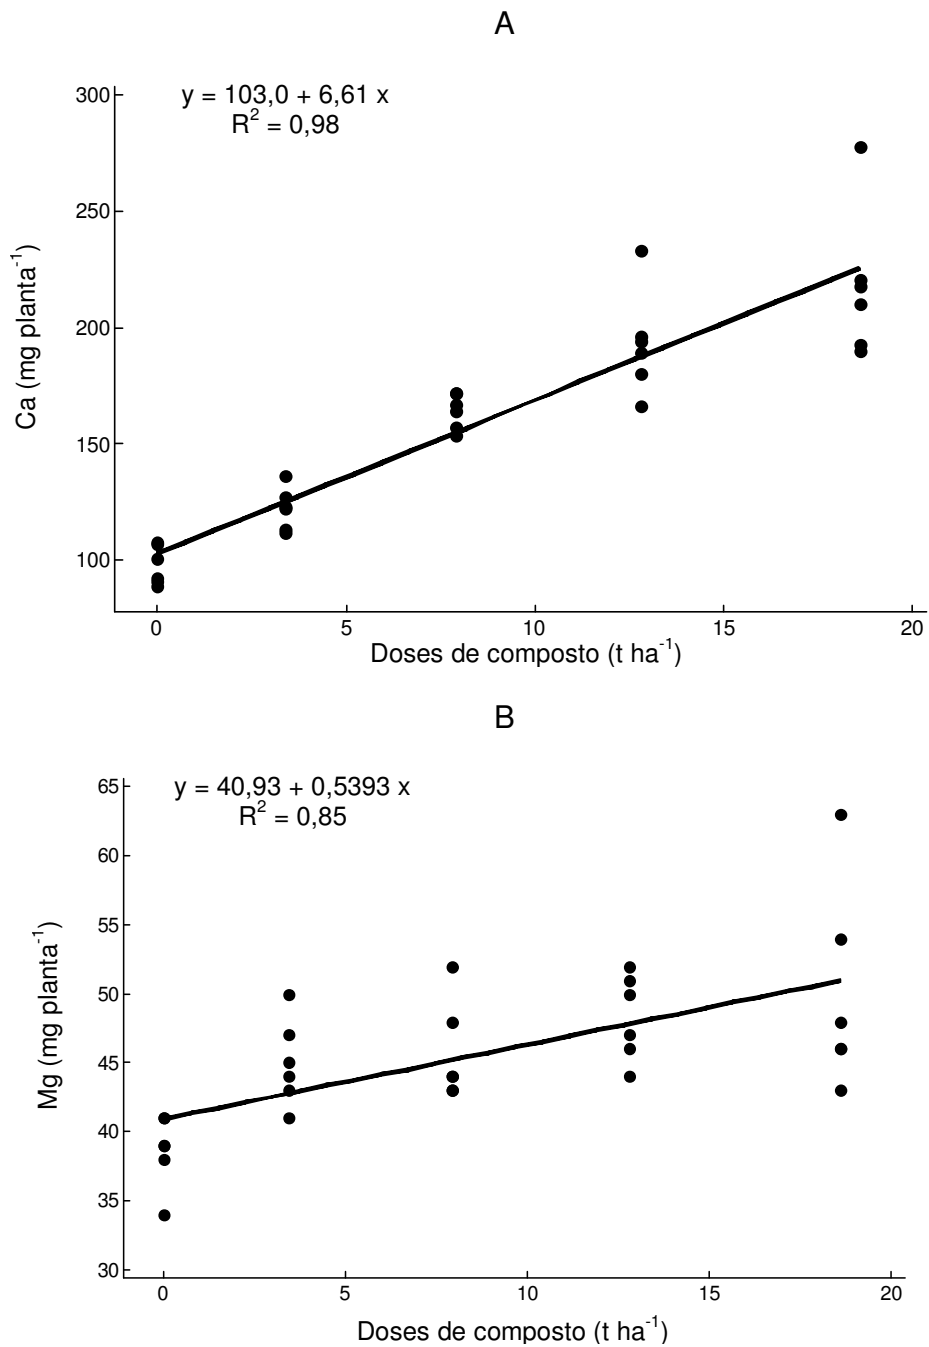 A
y = 103,0 + 6,61 x
R² = 0,98
300
250
200
150
100
Ca (mg planta⁻¹)
0 5 10 15 20
Doses de composto (t ha⁻¹)
B
y = 40,93 + 0,5393 x
R² = 0,85
65
60
55
50
45
40
35
30
Mg (mg planta⁻¹)
0 5 10 15 20
Doses de composto (t ha⁻¹)